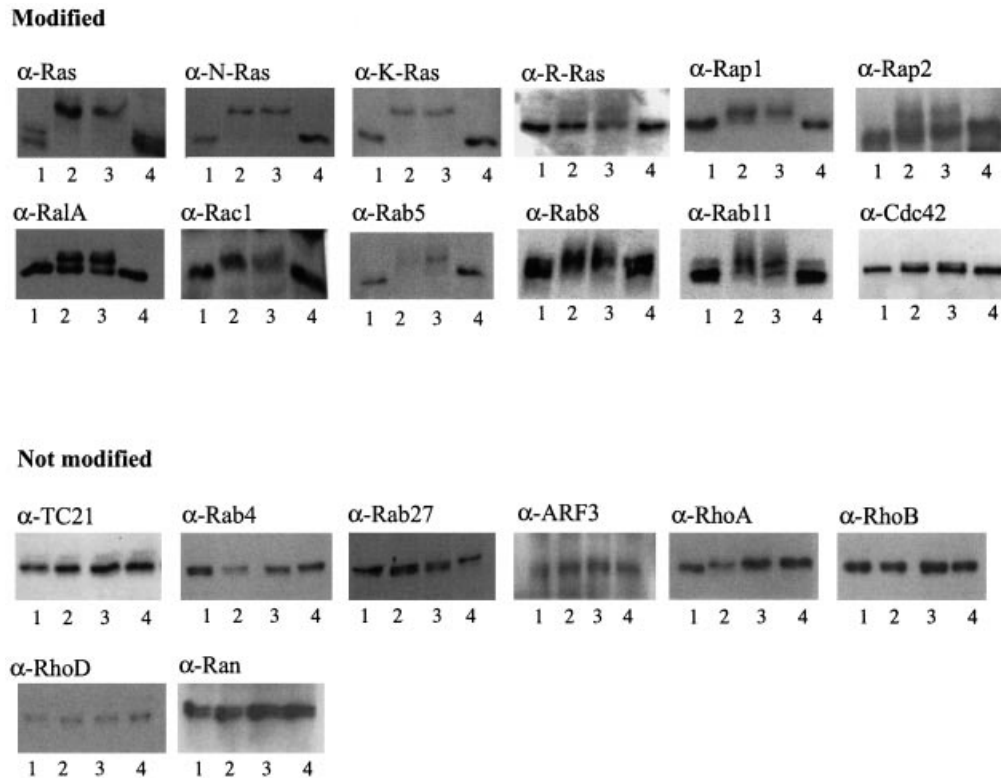 Modified
α-Ras α-N-Ras α-K-Ras α-R-Ras α-Rap1 α-Rap2
1 2 3 4 1 2 3 4 1 2 3 4 1 2 3 4 1 2 3 4 1 2 3 4
α-RalA α-Rac1 α-Rab5 α-Rab8 α-Rab11 α-Cdc42
1 2 3 4 1 2 3 4 1 2 3 4 1 2 3 4 1 2 3 4 1 2 3 4
Not modified
α-TC21 α-Rab4 α-Rab27 α-ARF3 α-RhoA α-RhoB
1 2 3 4 1 2 3 4 1 2 3 4 1 2 3 4 1 2 3 4 1 2 3 4
α-RhoD α-Ran
1 2 3 4 1 2 3 4